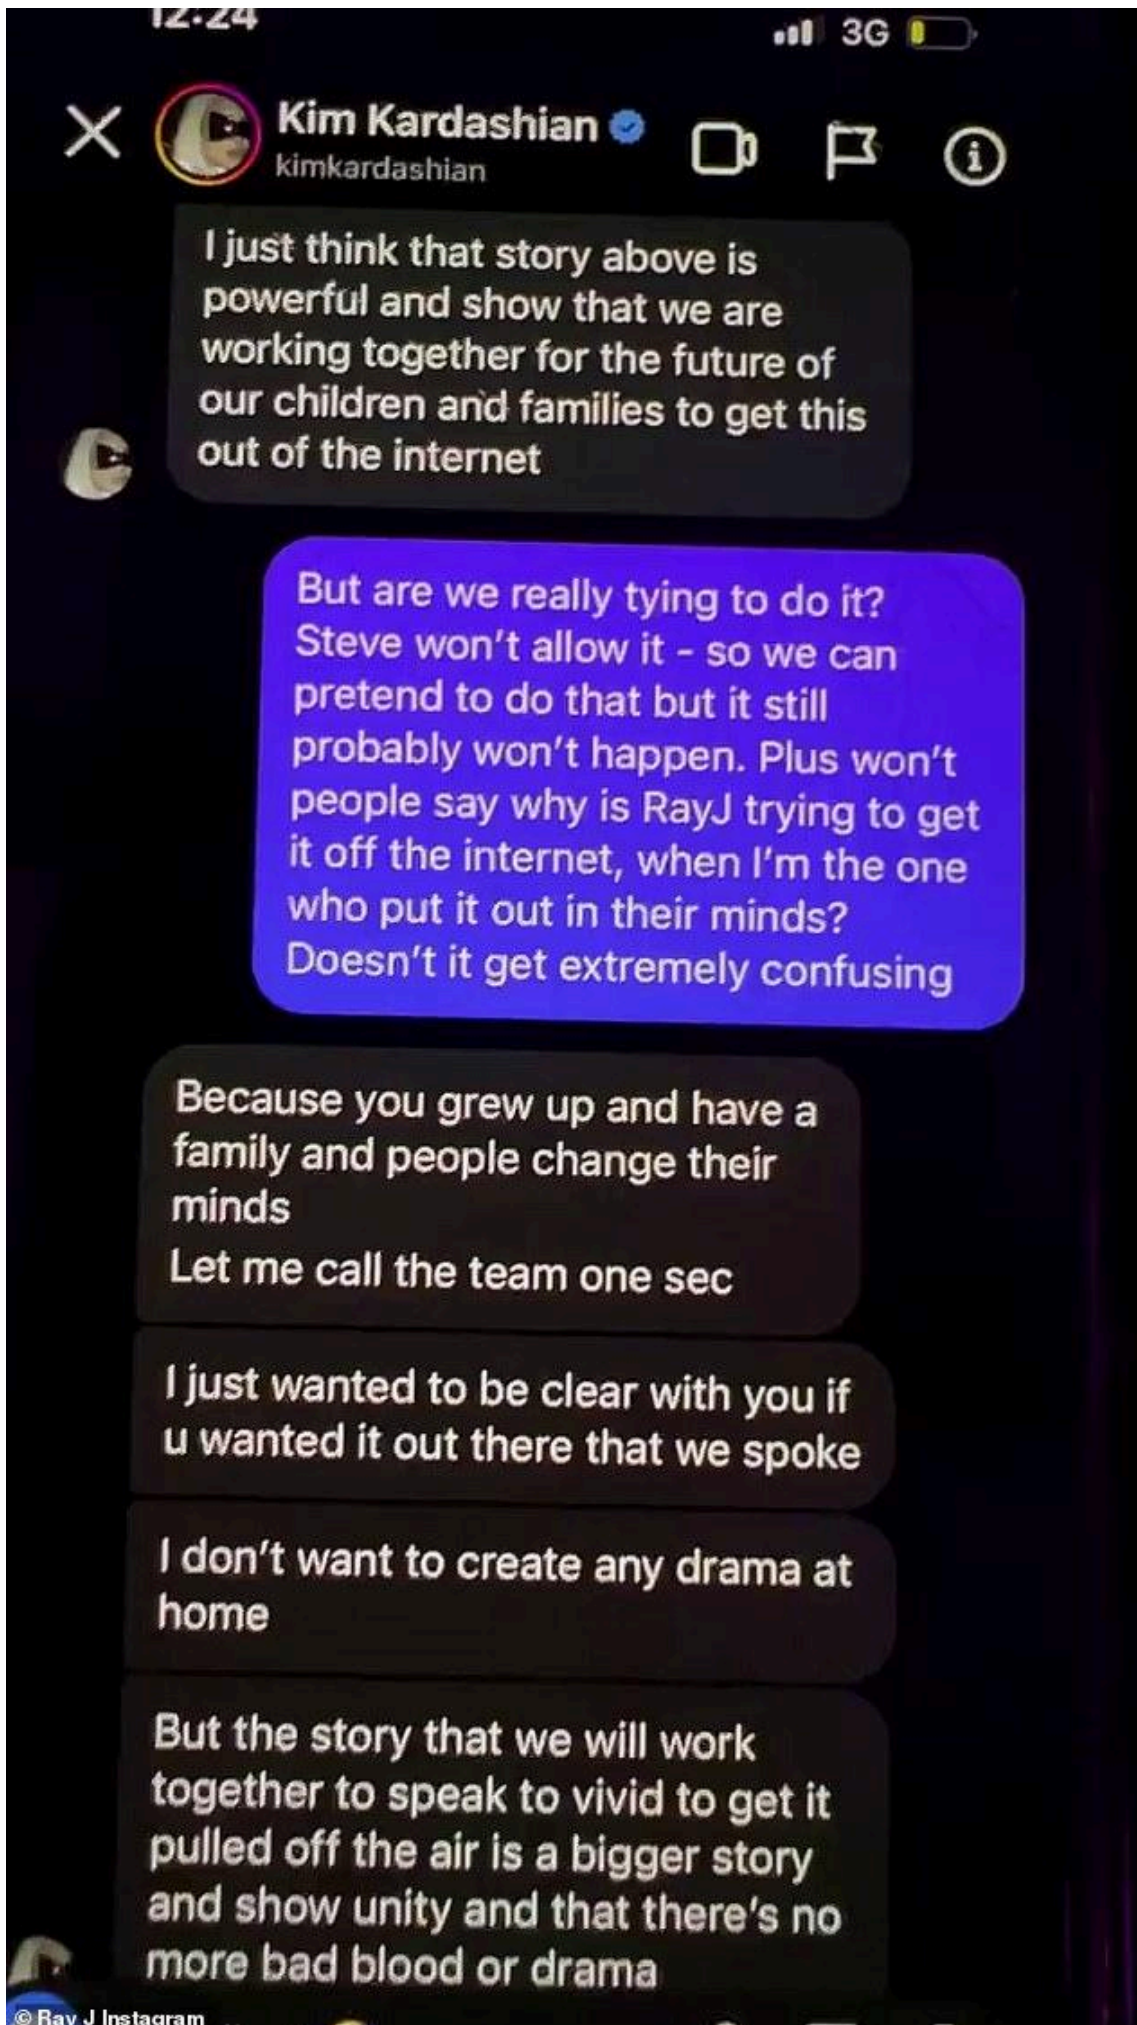 12:24
3G
Kim Kardashian
kimkardashian
I just think that story above is
powerful and show that we are
working together for the future of
our children and families to get this
out of the internet
But are we really tying to do it?
Steve won't allow it - so we can
pretend to do that but it still
probably won't happen. Plus won't
people say why is RayJ trying to get
it off the internet, when I'm the one
who put it out in their minds?
Doesn't it get extremely confusing
Because you grew up and have a
family and people change their
minds
Let me call the team one sec
I just wanted to be clear with you if
u wanted it out there that we spoke
I don't want to create any drama at
home
But the story that we will work
together to speak to vivid to get it
pulled off the air is a bigger story
and show unity and that there's no
more bad blood or drama
© Ray J Instagram